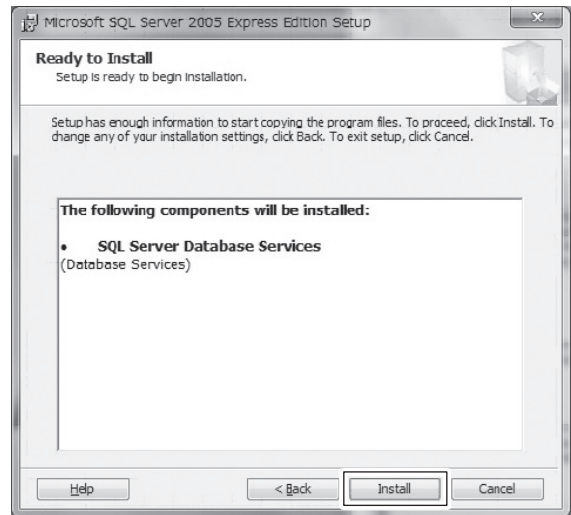 Microsoft SQL Server 2005 Express Edition Setup
Ready to Install
Setup is ready to begin installation.
Setup has enough information to start copying the program files. To proceed, click Install. To
change any of your installation settings, click Back. To exit setup, click Cancel.
The following components will be installed:
• SQL Server Database Services
(Database Services)
Help
< Back
Install
Cancel